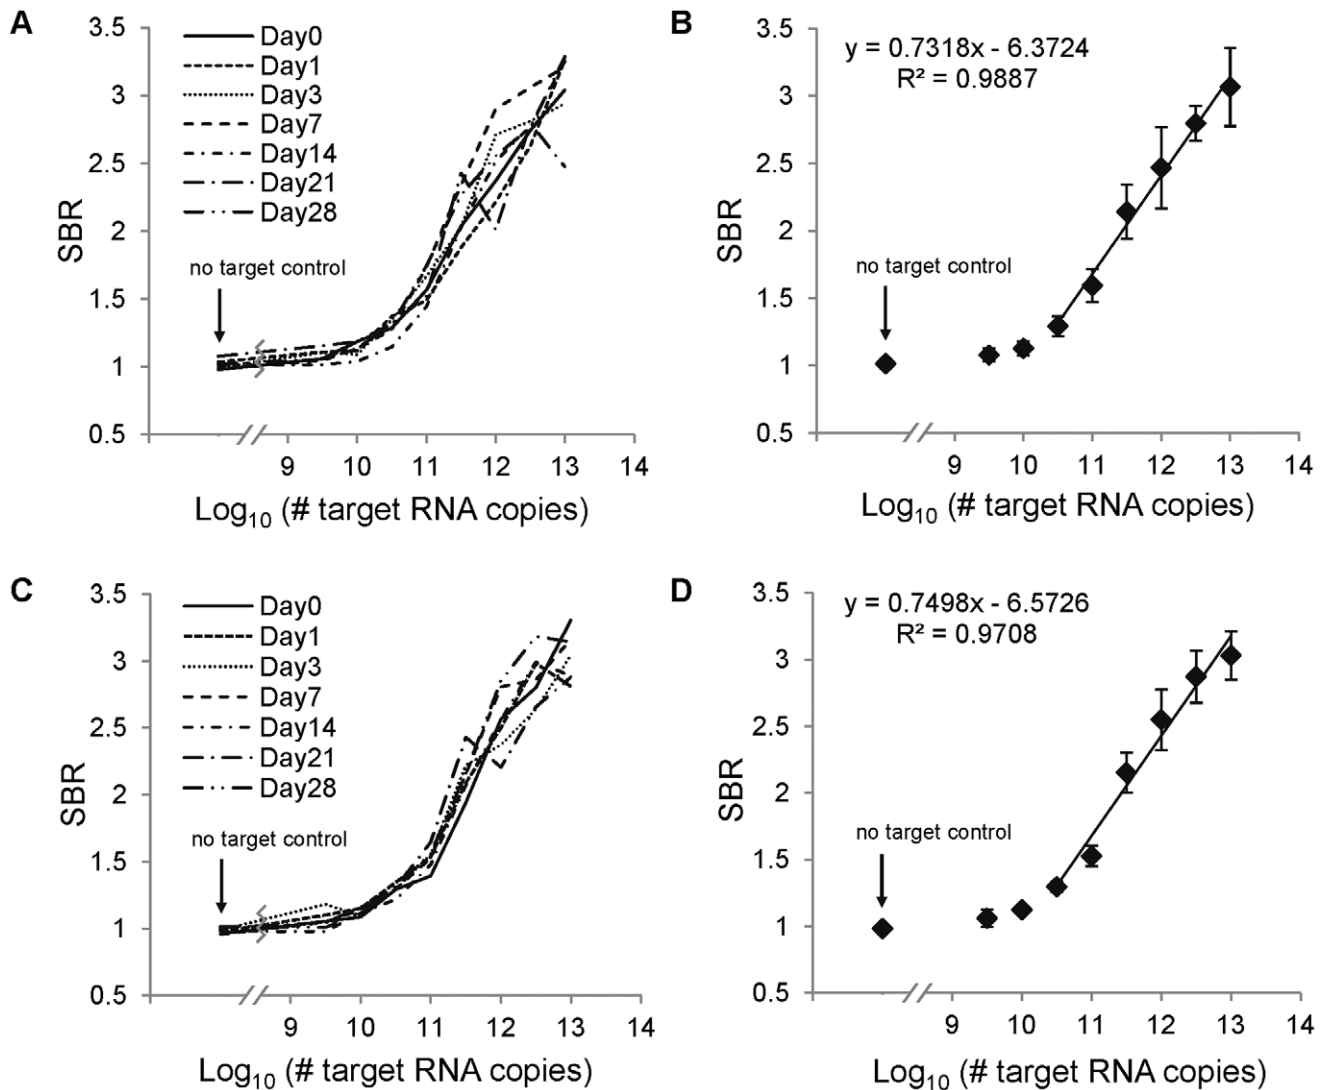 A
3.5
3
2.5
2
1.5
1
0.5
SBR
Day0
Day1
Day3
Day7
Day14
Day21
Day28
no target control
9 10 11 12 13 14
Log10 (# target RNA copies)
B
3.5
3
2.5
2
1.5
1
0.5
SBR
y = 0.7318x - 6.3724
R² = 0.9887
no target control
9 10 11 12 13 14
Log10 (# target RNA copies)
C
3.5
3
2.5
2
1.5
1
0.5
SBR
Day0
Day1
Day3
Day7
Day14
Day21
Day28
no target control
9 10 11 12 13 14
Log10 (# target RNA copies)
D
3.5
3
2.5
2
1.5
1
0.5
SBR
y = 0.7498x - 6.5726
R² = 0.9708
no target control
9 10 11 12 13 14
Log10 (# target RNA copies)